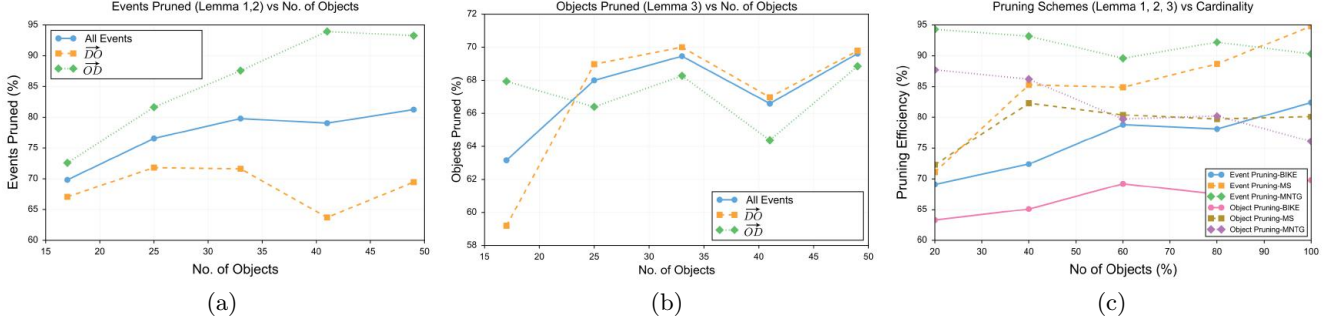 Events Pruned (Lemma 1,2) vs No. of Objects
95
90
85
80
75
70
65
60
15 20 25 30 35 40 45 50
Events Pruned (%)
No. of Objects
All Events
DO
OD
(a)
Objects Pruned (Lemma 3) vs No. of Objects
72
70
68
66
64
62
60
58
15 20 25 30 35 40 45 50
Objects Pruned (%)
No. of Objects
All Events
DO
OD
(b)
Pruning Schemes (Lemma 1, 2, 3) vs Cardinality
95
90
85
80
75
70
65
60
20 30 40 50 60 70 80 90 100
Pruning Efficiency (%)
No of Objects (%)
Event Pruning-BIKE
Event Pruning-MS
Event Pruning-MNTG
Object Pruning-BIKE
Object Pruning-MS
Object Pruning-MNTG
(c)